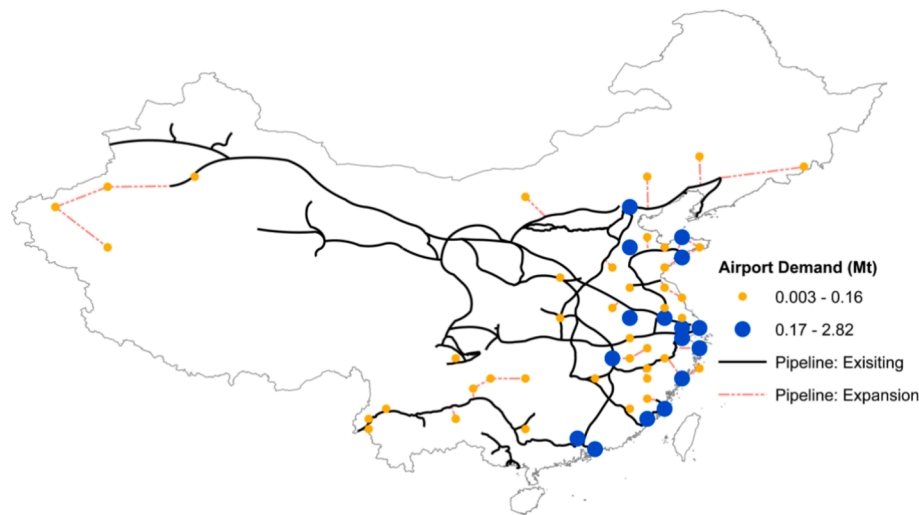 Airport Demand (Mt)
0.003 - 0.16
0.17 - 2.82
Pipeline: Exisiting
Pipeline: Expansion